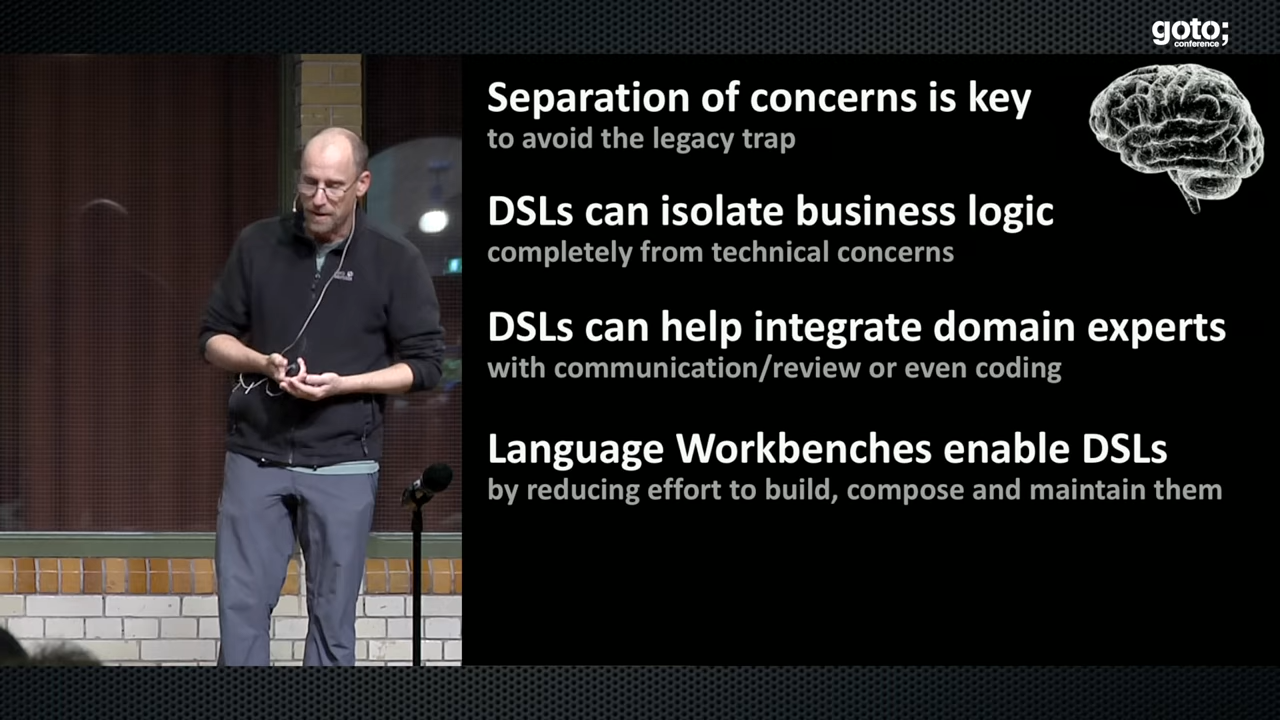 goto;
conference
Separation of concerns is key
to avoid the legacy trap
DSLs can isolate business logic
completely from technical concerns
DSLs can help integrate domain experts
with communication/review or even coding
Language Workbenches enable DSLs
by reducing effort to build, compose and maintain them